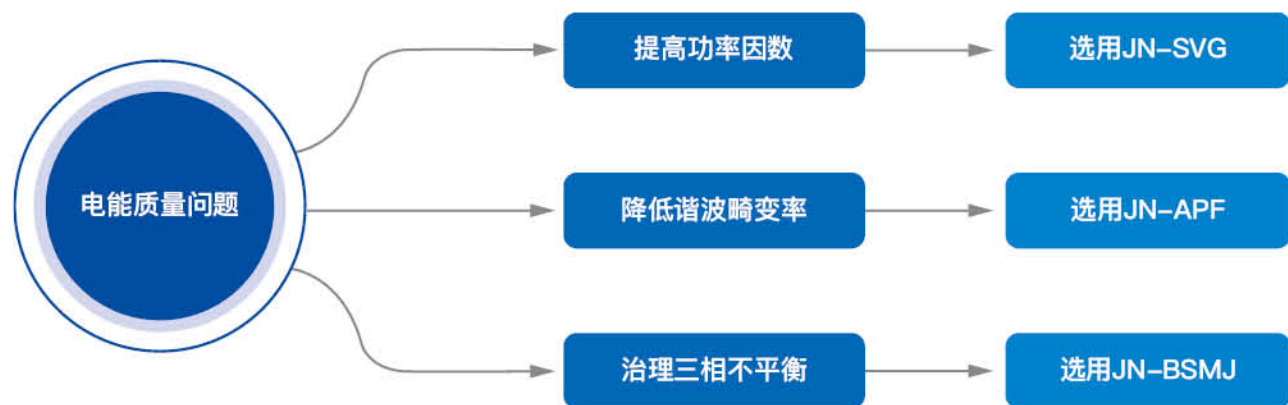 电能质量问题
提高功率因数
选用JN-SVG
降低谐波畸变率
选用JN-APF
治理三相不平衡
选用JN-BSMJ